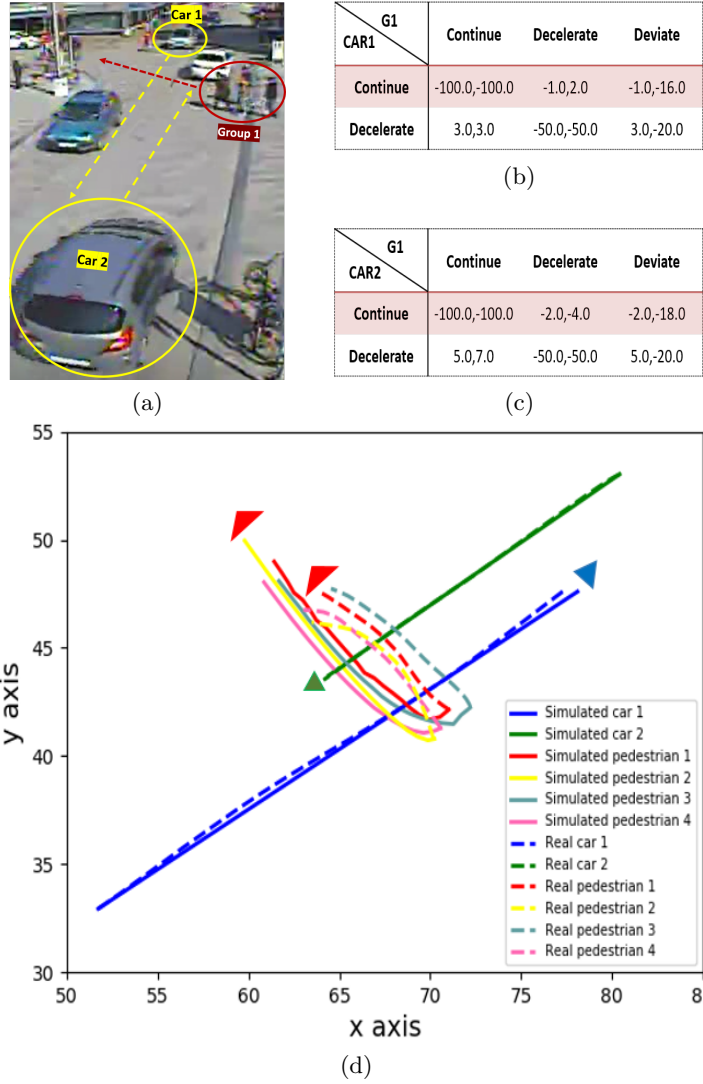 Car 1
Group 1
Car 2
(a)
G1
CAR1
Continue Decelerate Deviate
Continue -100.0,-100.0 -1.0,2.0 -1.0,-16.0
Decelerate 3.0,3.0 -50.0,-50.0 3.0,-20.0
(b)
G1
CAR2
Continue Decelerate Deviate
Continue -100.0,-100.0 -2.0,-4.0 -2.0,-18.0
Decelerate 5.0,7.0 -50.0,-50.0 5.0,-20.0
(c)
55
50
45
40
35
30
y axis
Simulated car 1
Simulated car 2
Simulated pedestrian 1
Simulated pedestrian 2
Simulated pedestrian 3
Simulated pedestrian 4
Real car 1
Real car 2
Real pedestrian 1
Real pedestrian 2
Real pedestrian 3
Real pedestrian 4
50 55 60 65 70 75 80 8
x axis
(d)